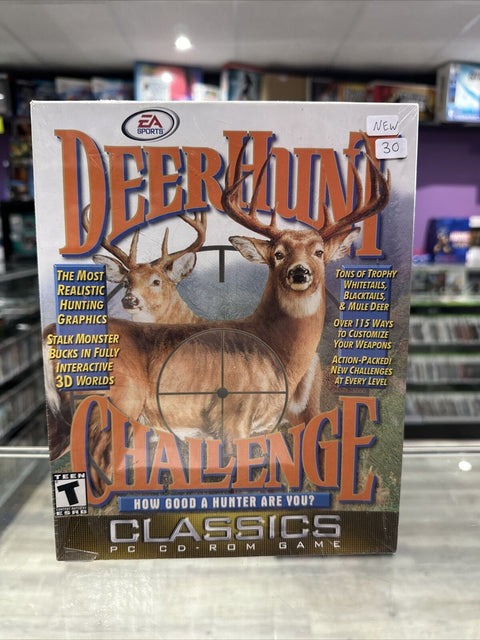 EA
SPORTS
NEW
30
DEER HUNT
THE MOST
REALISTIC
HUNTING
GRAPHICS
STALK MONSTER
BUCKS IN FULLY
INTERACTIVE
3D WORLDS
TONS OF TROPHY
WHITETAILS,
BLACKTAILS,
& MULE DEER
OVER 115 WAYS
TO CUSTOMIZE
YOUR WEAPONS
ACTION-PACKED!
NEW CHALLENGES
AT EVERY LEVEL
CHALLENGE
TEEN
T
ESRB
HOW GOOD A HUNTER ARE YOU?
CLASSICS
PC CD-ROM GAME